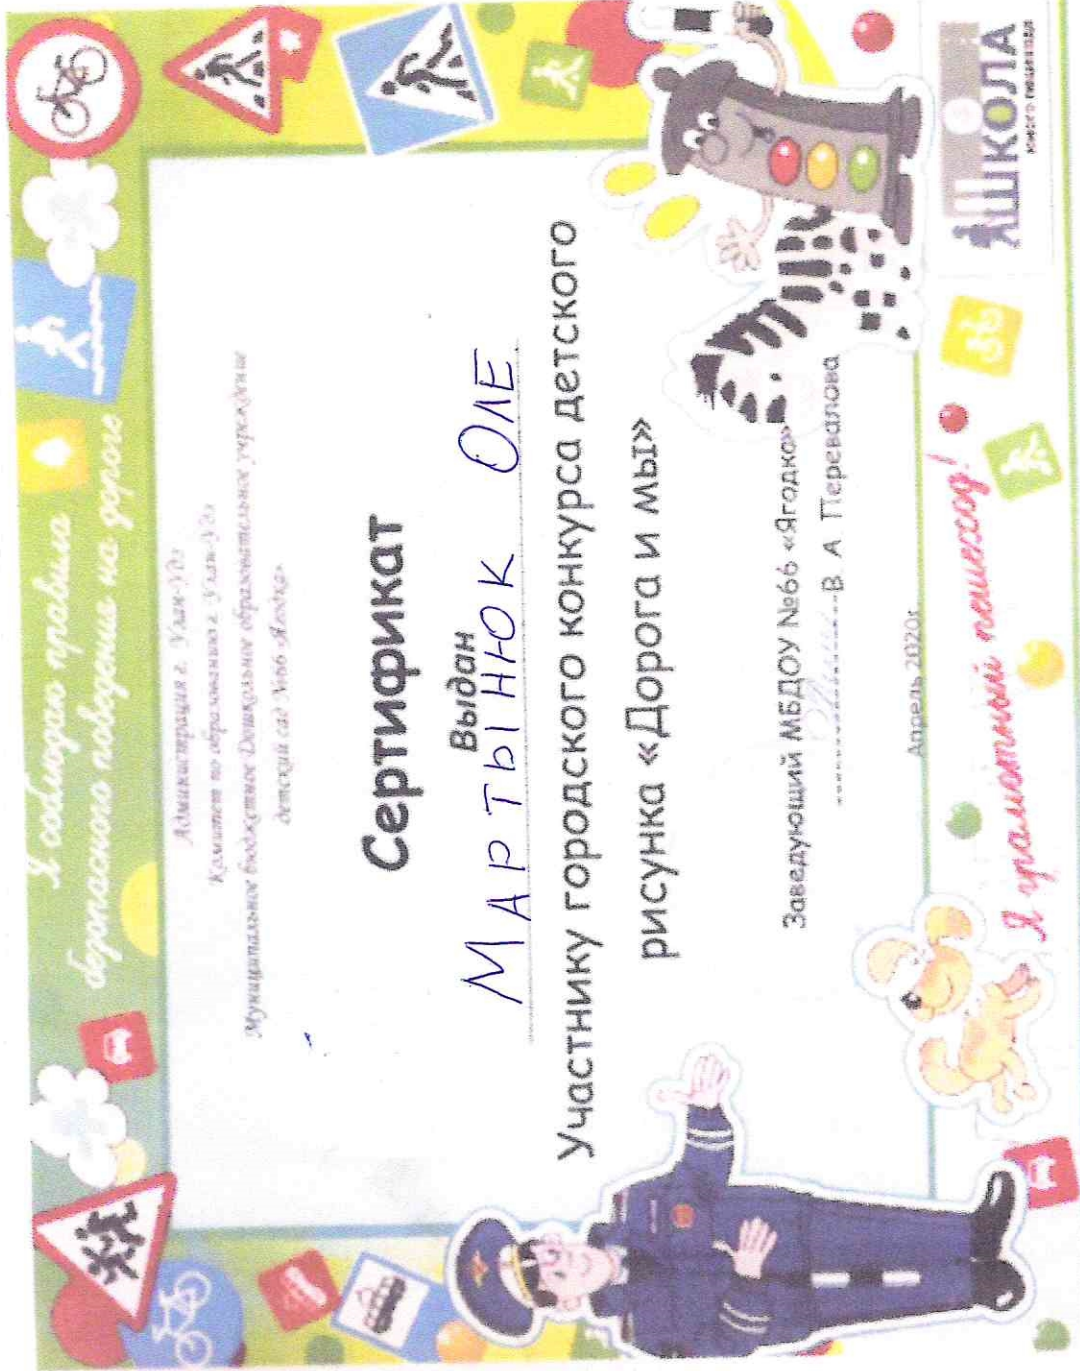 Я соблюдаю правила
безопасного поведения на дороге
Администрация г. Улан-Удэ
Комитет по образованию г. Улан-Удэ
Муниципальное бюджетное Дошкольное образовательное учреждение
детский сад №66 «Ягодка»
Сертификат
Выдан
Мартынюк Оле
Участнику городского конкурса детского
рисунка «Дорога и мы»
Заведующий МБДОУ №66 «Ягодка»
В. А Перевалова
Апрель 2020г
Я грамотный пешеход!
ШКОЛА
юного пешехода